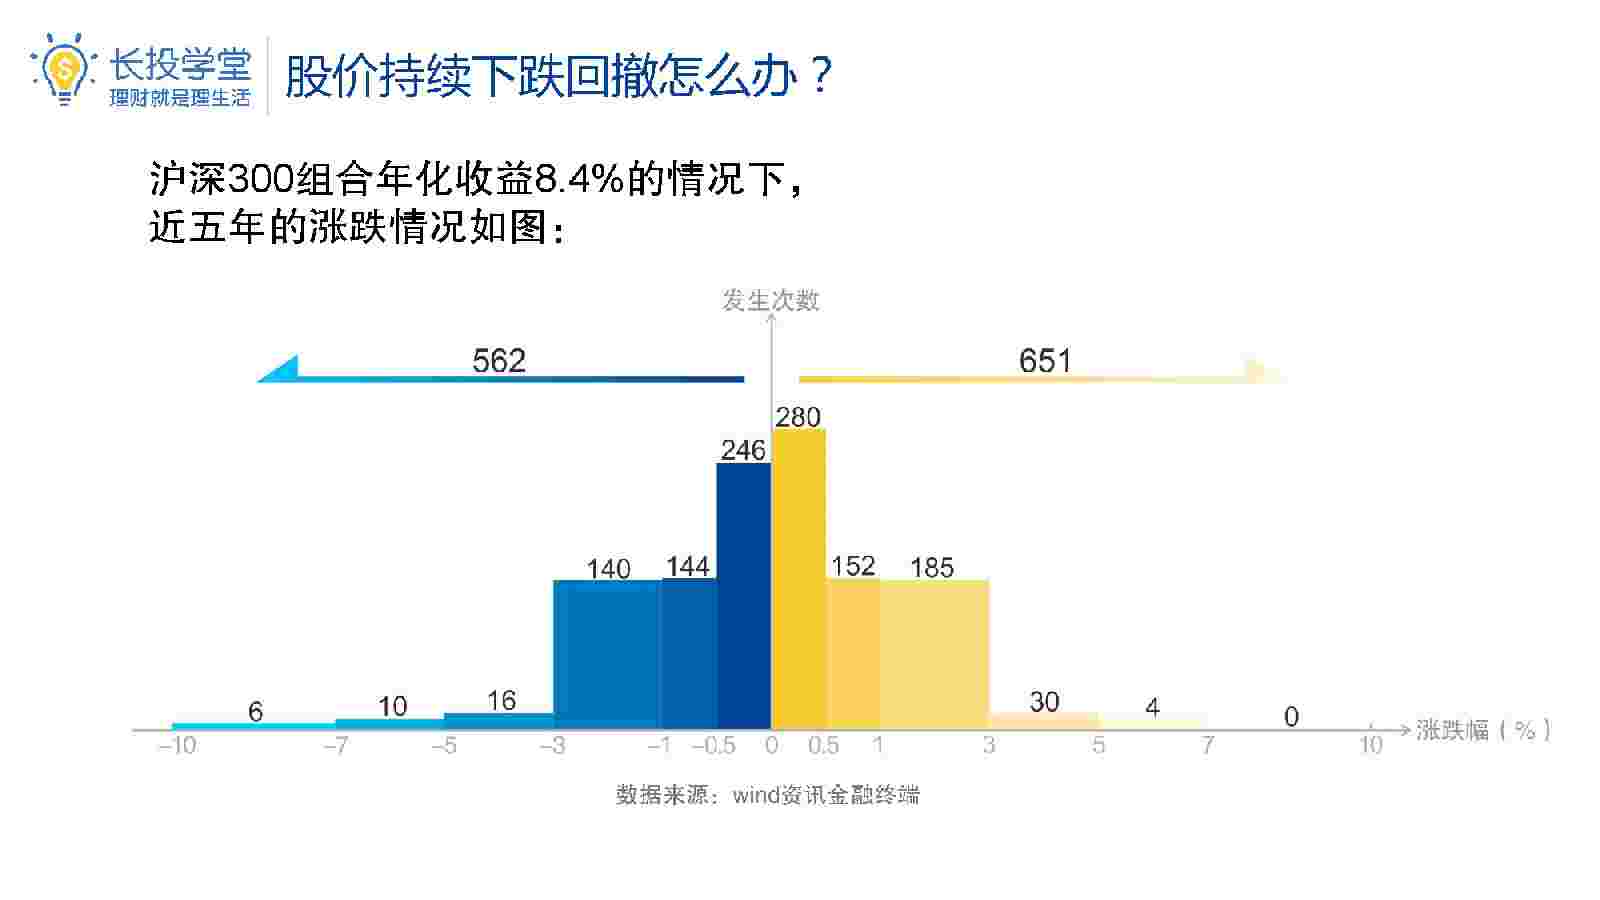 长投学堂
理财就是理生活
股价持续下跌回撤怎么办？
沪深300组合年化收益8.4%的情况下，
近五年的涨跌情况如图：
发生次数
562
651
280
246
140
144
152
185
6
10
16
30
4
0
-10 -7 -5 -3 -1 -0.5 0 0.5 1 3 5 7 10
涨跌幅（%）
数据来源：wind资讯金融终端